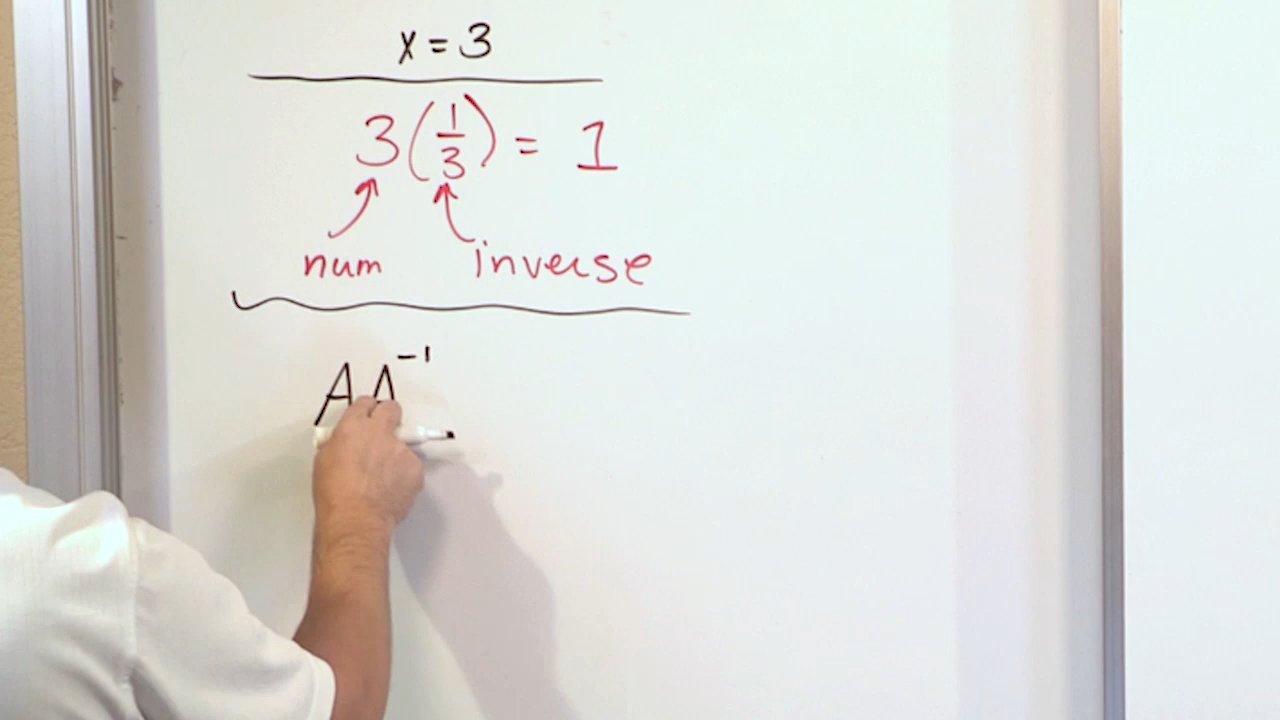 x = 3
3(1/3) = 1
num inverse
AA⁻¹